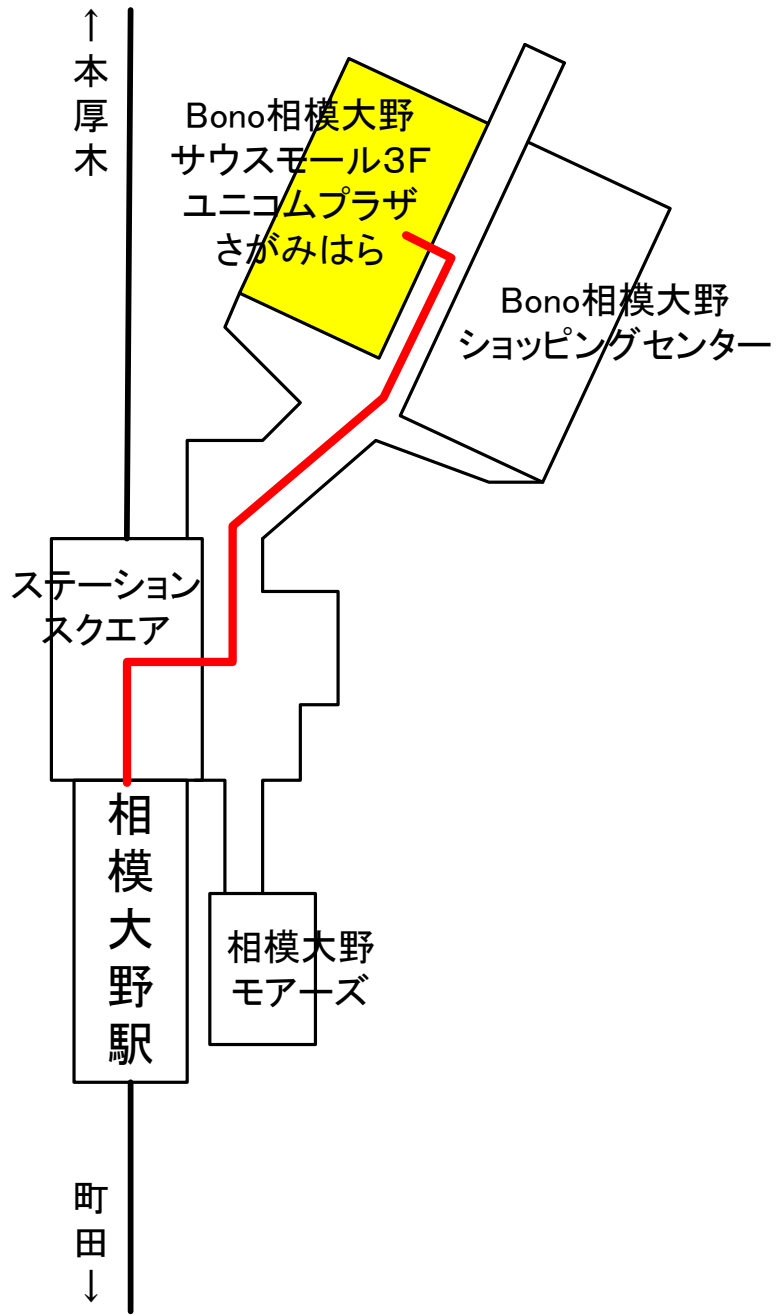 ↑本厚木
Bono相模大野
サウスモール3F
ユニコムプラザ
さがみはら
Bono相模大野
ショッピングセンター
ステーション
スクエア
相模大野駅
相模大野
モアーズ
町田↓